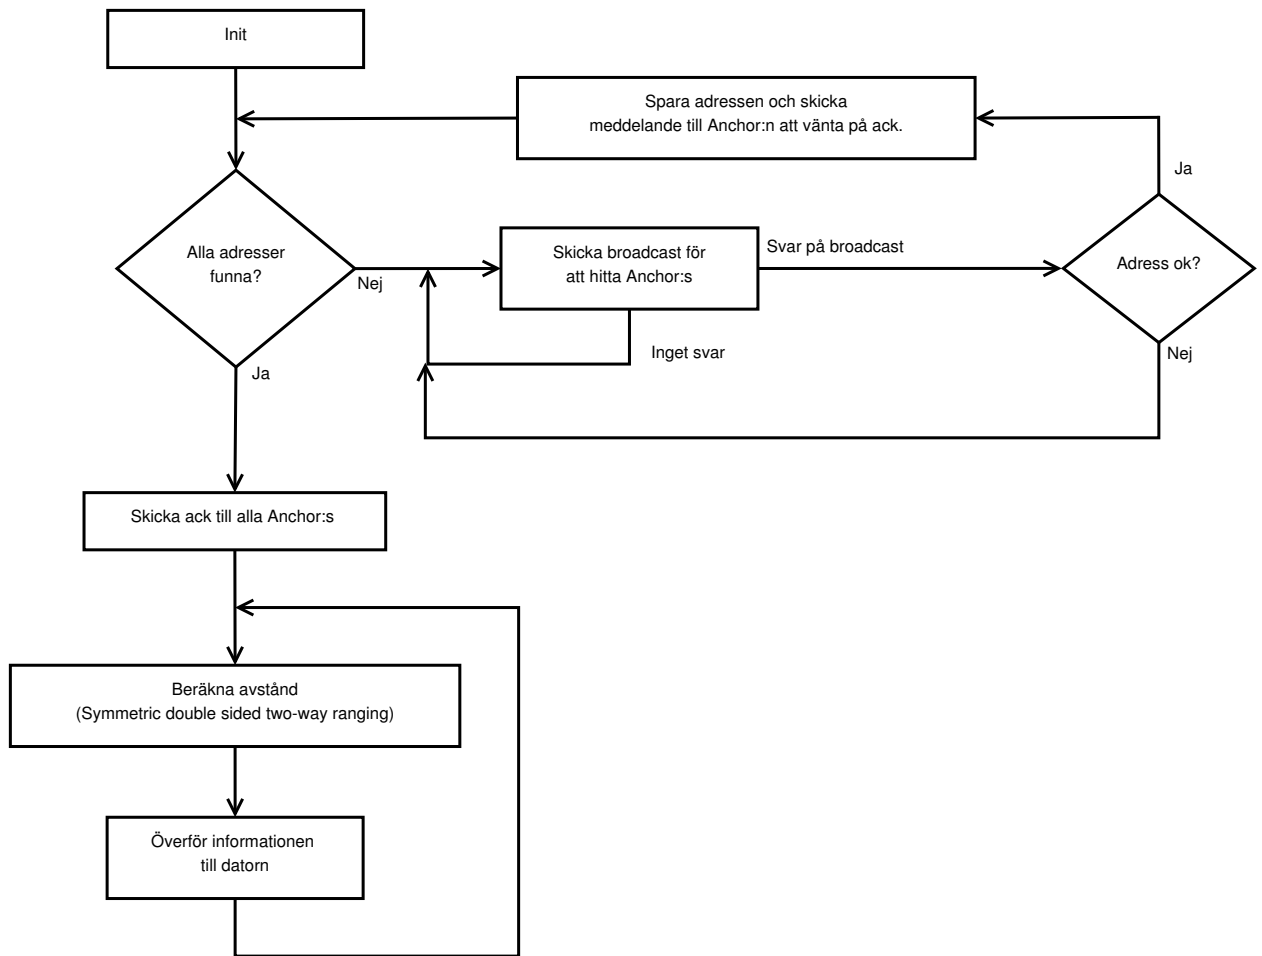 Init
Spara adressen och skicka
meddelande till Anchor:n att vänta på ack.
Ja
Alla adresser
funna?
Nej
Skicka broadcast för
att hitta Anchor:s
Svar på broadcast
Adress ok?
Inget svar
Nej
Ja
Skicka ack till alla Anchor:s
Beräkna avstånd
(Symmetric double sided two-way ranging)
Överför informationen
till datorn